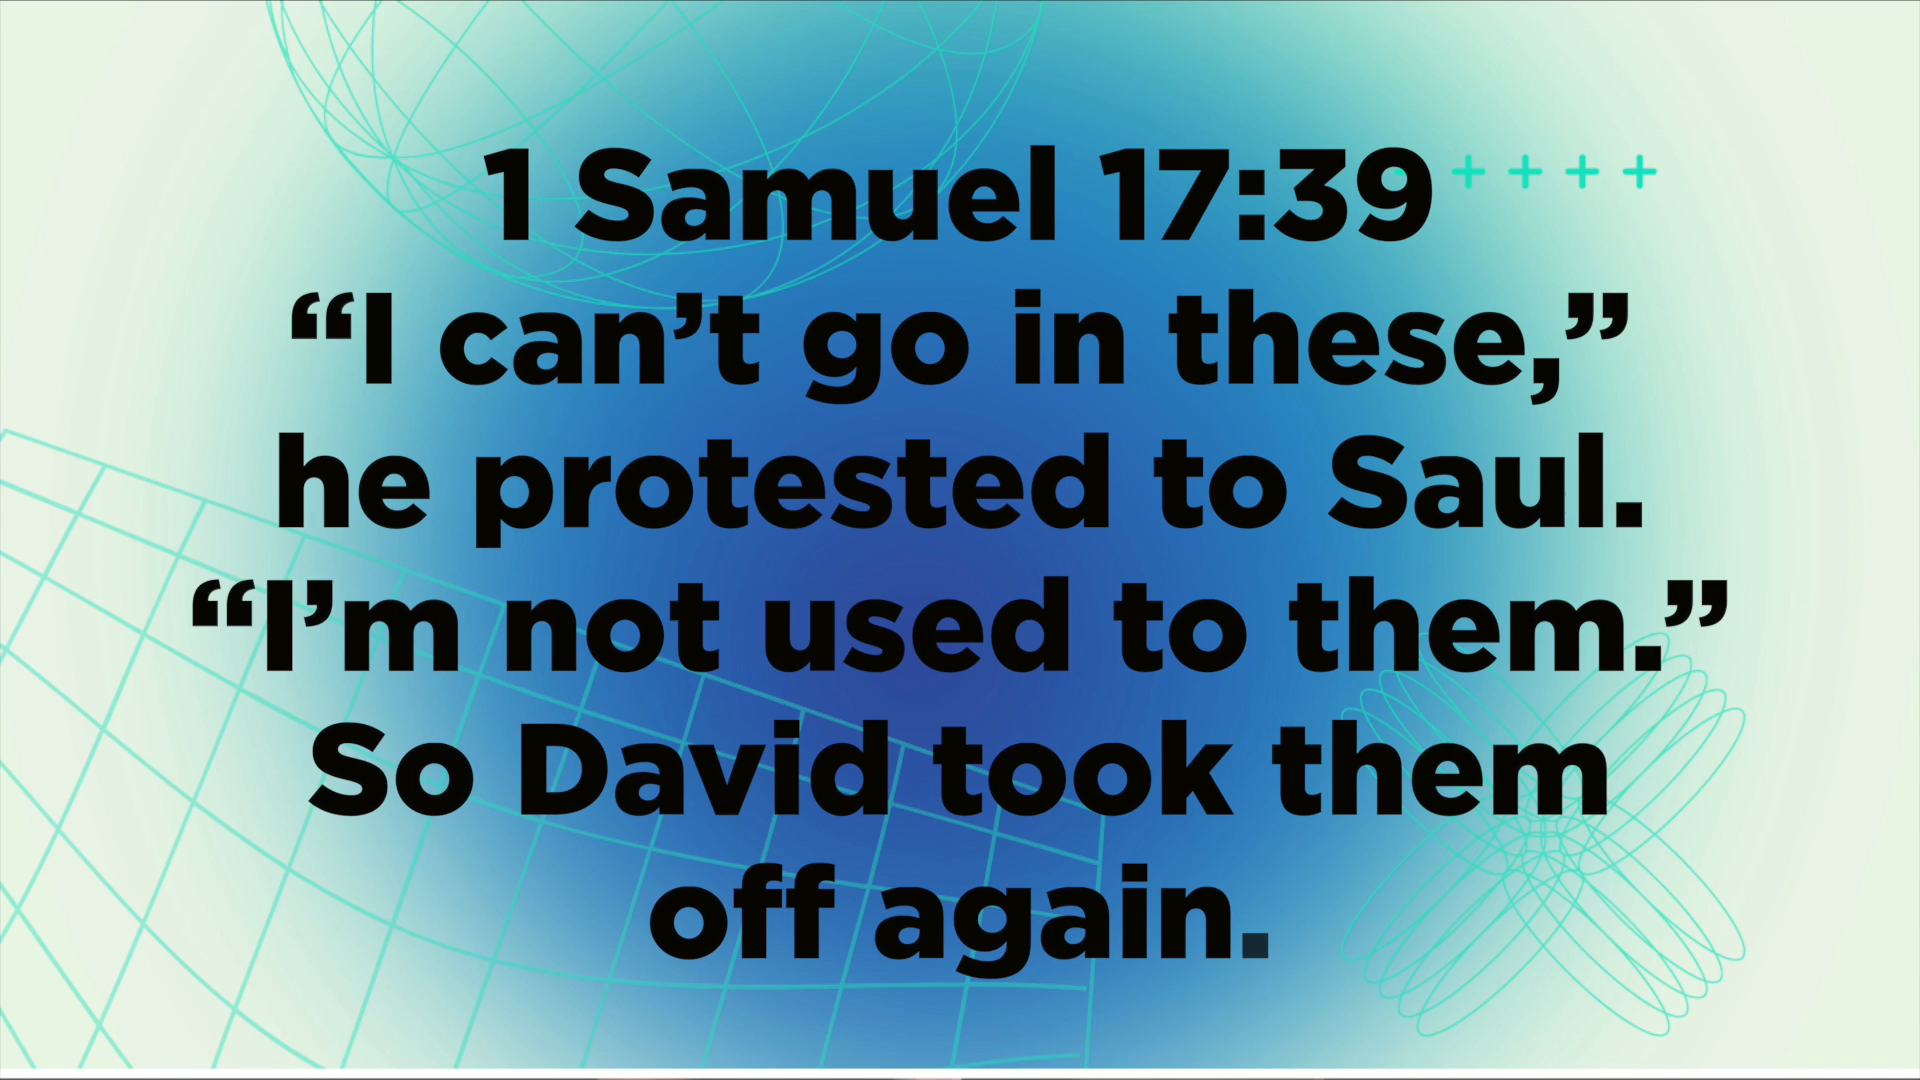 1 Samuel 17:39
“I can’t go in these,”
he protested to Saul.
“I’m not used to them.”
So David took them
off again.